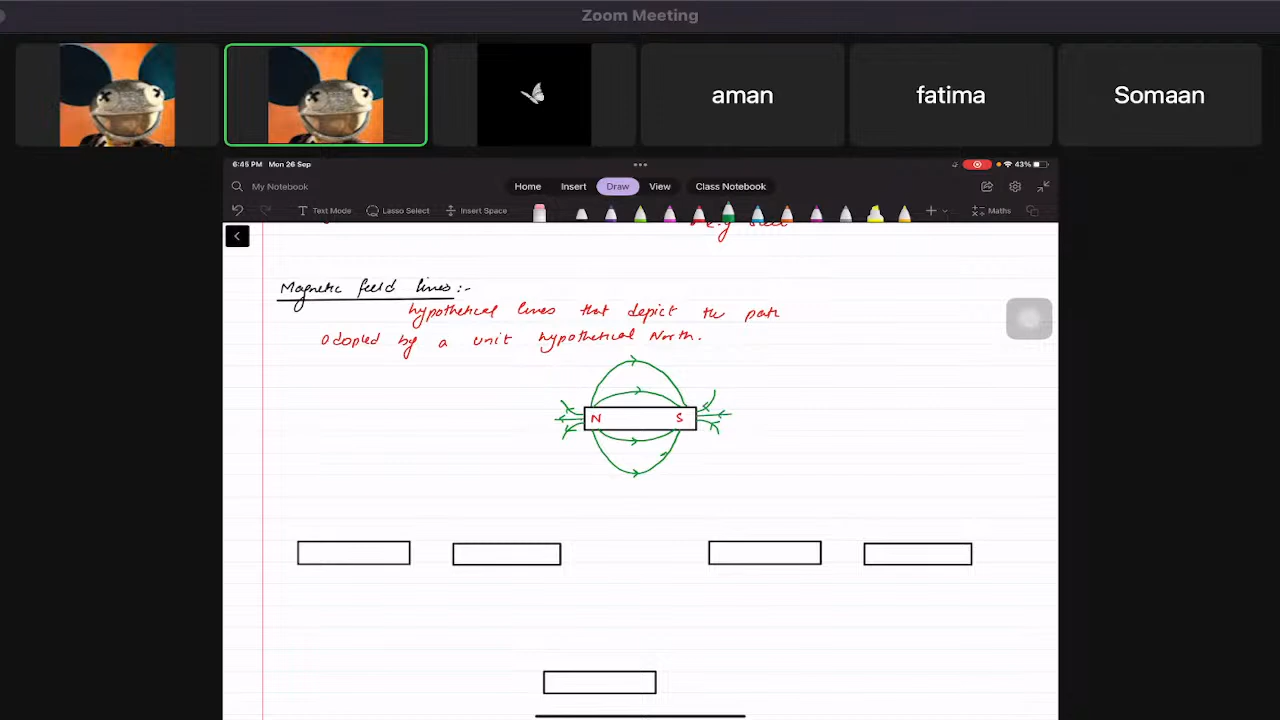 Zoom Meeting
aman
fatima
Somaan
6:45 PM Mon 26 Sep
43%
My Notebook
Home Insert Draw View Class Notebook
Text Mode Lasso Select Insert Space Maths
Magnetic field lines:-
hypothetical lines that depict the path
adopted by a unit hypothetical North.
N S